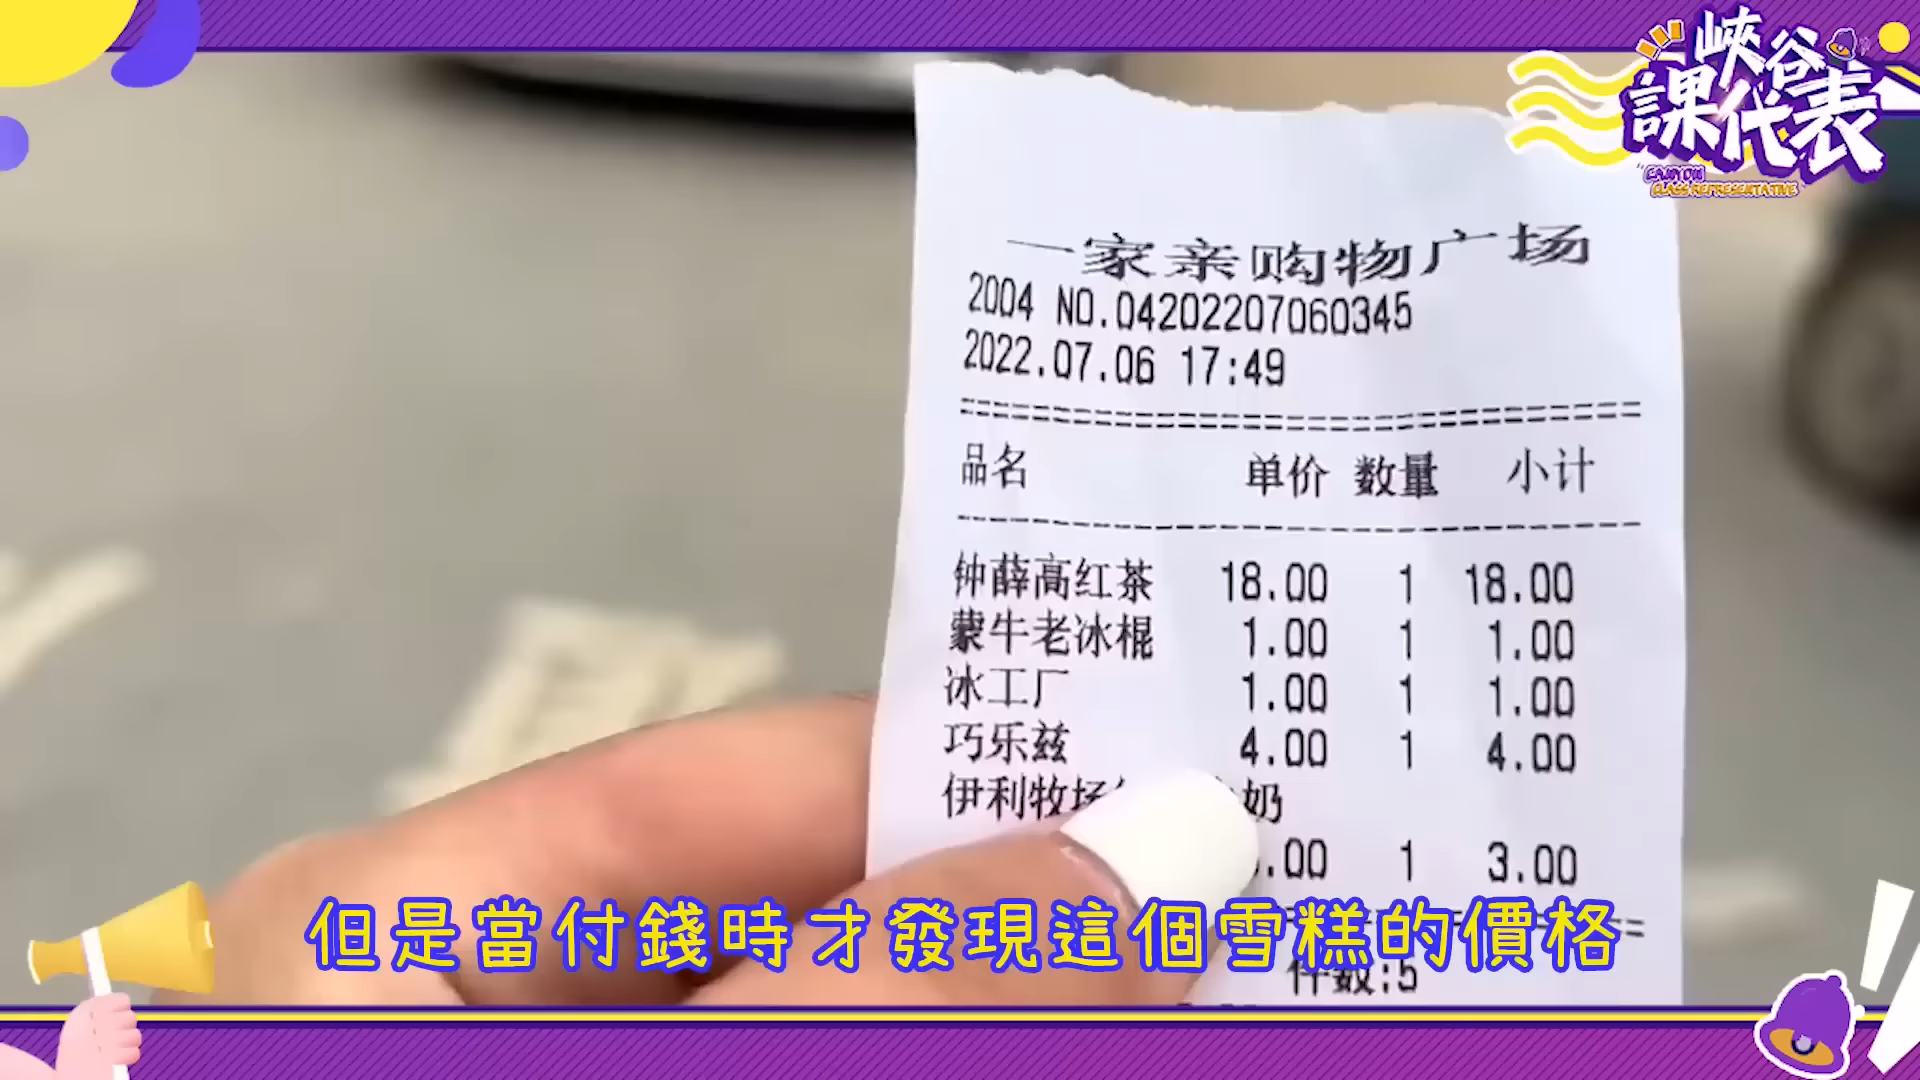 峽谷
課代表
CANYON
CLASS REPRESENTATIVE
一家亲购物广场
2004 NO.04202207060345
2022.07.06 17:49
品名 单价 数量 小计
钟薛高红茶 18.00 1 18.00
蒙牛老冰棍 1.00 1 1.00
冰工厂 1.00 1 1.00
巧乐兹 4.00 1 4.00
伊利牧场 奶
.00 1 3.00
但是當付錢時才發現這個雪糕的價格
件数:5